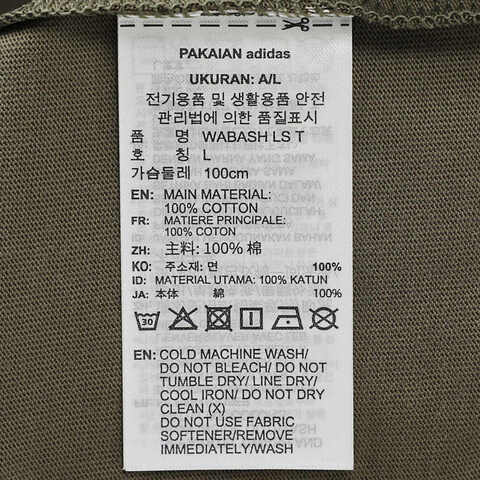 PAKAIAN adidas
UKURAN: A/L
전기용품 및 생활용품 안전
관리법에 의한 품질표시
품 명 WABASH LS T
호 칭 L
가슴둘레 100cm
EN: MAIN MATERIAL:
100% COTTON
FR: MATIERE PRINCIPALE:
100% COTON
ZH: 主料: 100% 棉
KO: 주소재: 면 100%
ID: MATERIAL UTAMA: 100% KATUN
JA: 本体 綿 100%
30
EN: COLD MACHINE WASH/
DO NOT BLEACH/ DO NOT
TUMBLE DRY/ LINE DRY/
COOL IRON/ DO NOT DRY
CLEAN (X)
DO NOT USE FABRIC
SOFTENER/REMOVE
IMMEDIATELY/WASH